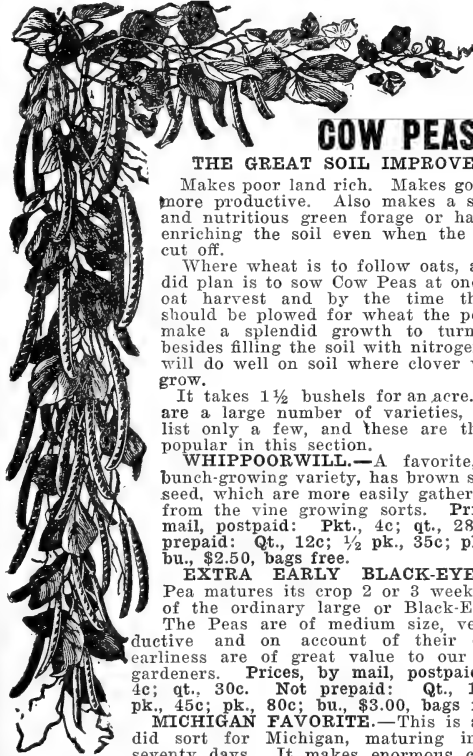 COW PEAS
THE GREAT SOIL IMPROVE
Makes poor land rich. Makes go
more productive. Also makes a s
and nutritious green forage or ha
enriching the soil even when the
cut off.
Where wheat is to follow oats, a
did plan is to sow Cow Peas at on
oat harvest and by the time th
should be plowed for wheat the p
make a splendid growth to turn
besides filling the soil with nitroge
will do well on soil where clover
grow.
It takes 1½ bushels for an acre.
are a large number of varieties,
list only a few, and these are th
popular in this section.
WHIPPOORWILL.—A favorite,
bunch-growing variety, has brown s
seed, which are more easily gather
from the vine growing sorts. Pri
mail, postpaid: Pkt., 4c; qt., 28
prepaid: Qt., 12c; ½ pk., 35c; p
bu., $2.50, bags free.
EXTRA EARLY BLACK-EYE
Pea matures its crop 2 or 3 week
of the ordinary large or Black-E
The Peas are of medium size, ve
ductive and on account of their
earliness are of great value to our
gardeners. Prices, by mail, postpaid
4c; qt., 30c. Not prepaid: Qt., 1
pk., 45c; pk., 80c; bu., $3.00, bags
MICHIGAN FAVORITE.—This is a
did sort for Michigan, maturing in
seventy days. It makes enormous c